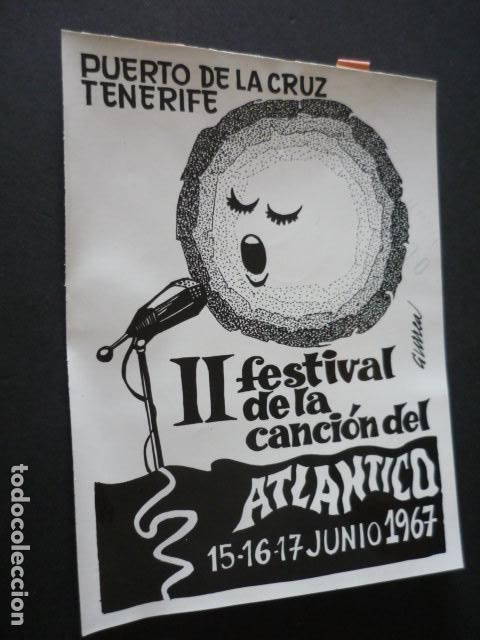 PUERTO DE LA CRUZ
TENERIFE
II festival
de la
canción del
ATLANTICO
15-16-17 JUNIO 1967
todocoleccion